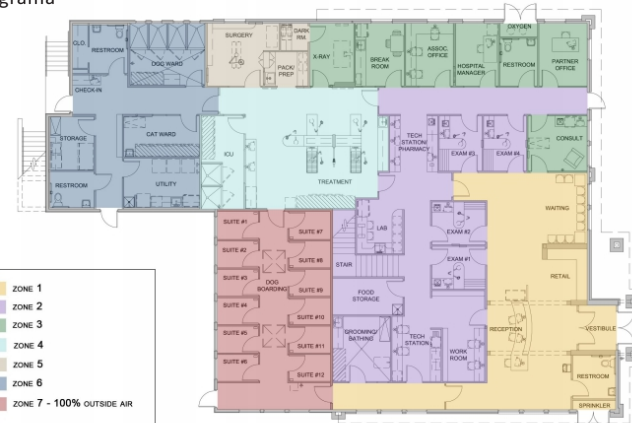 grama
CLO.
RESTROOM
DOG WARD
SURGERY
DARK
RM.
PACK/
PREP
X-RAY
BREAK
ROOM
ASSOC.
OFFICE
HOSPITAL
MANAGER
OXYGEN
RESTROOM
PARTNER
OFFICE
CHECK-IN
STORAGE
CAT WARD
RESTROOM
UTILITY
ICU
TREATMENT
TECH
STATION/
PHARMACY
EXAM #3
EXAM #4
CONSULT
WAITING
LAB
EXAM #2
EXAM #1
STAIR
RETAIL
FOOD
STORAGE
GROOMING/
BATHING
TECH
STATION
WORK
ROOM
RECEPTION
VESTIBULE
RESTROOM
SPRINKLER
SUITE #1
SUITE #2
SUITE #3
SUITE #4
SUITE #5
SUITE #6
DOG
BOARDING
SUITE #7
SUITE #8
SUITE #9
SUITE #10
SUITE #11
SUITE #12
ZONE 1
ZONE 2
ZONE 3
ZONE 4
ZONE 5
ZONE 6
ZONE 7 - 100% OUTSIDE AIR